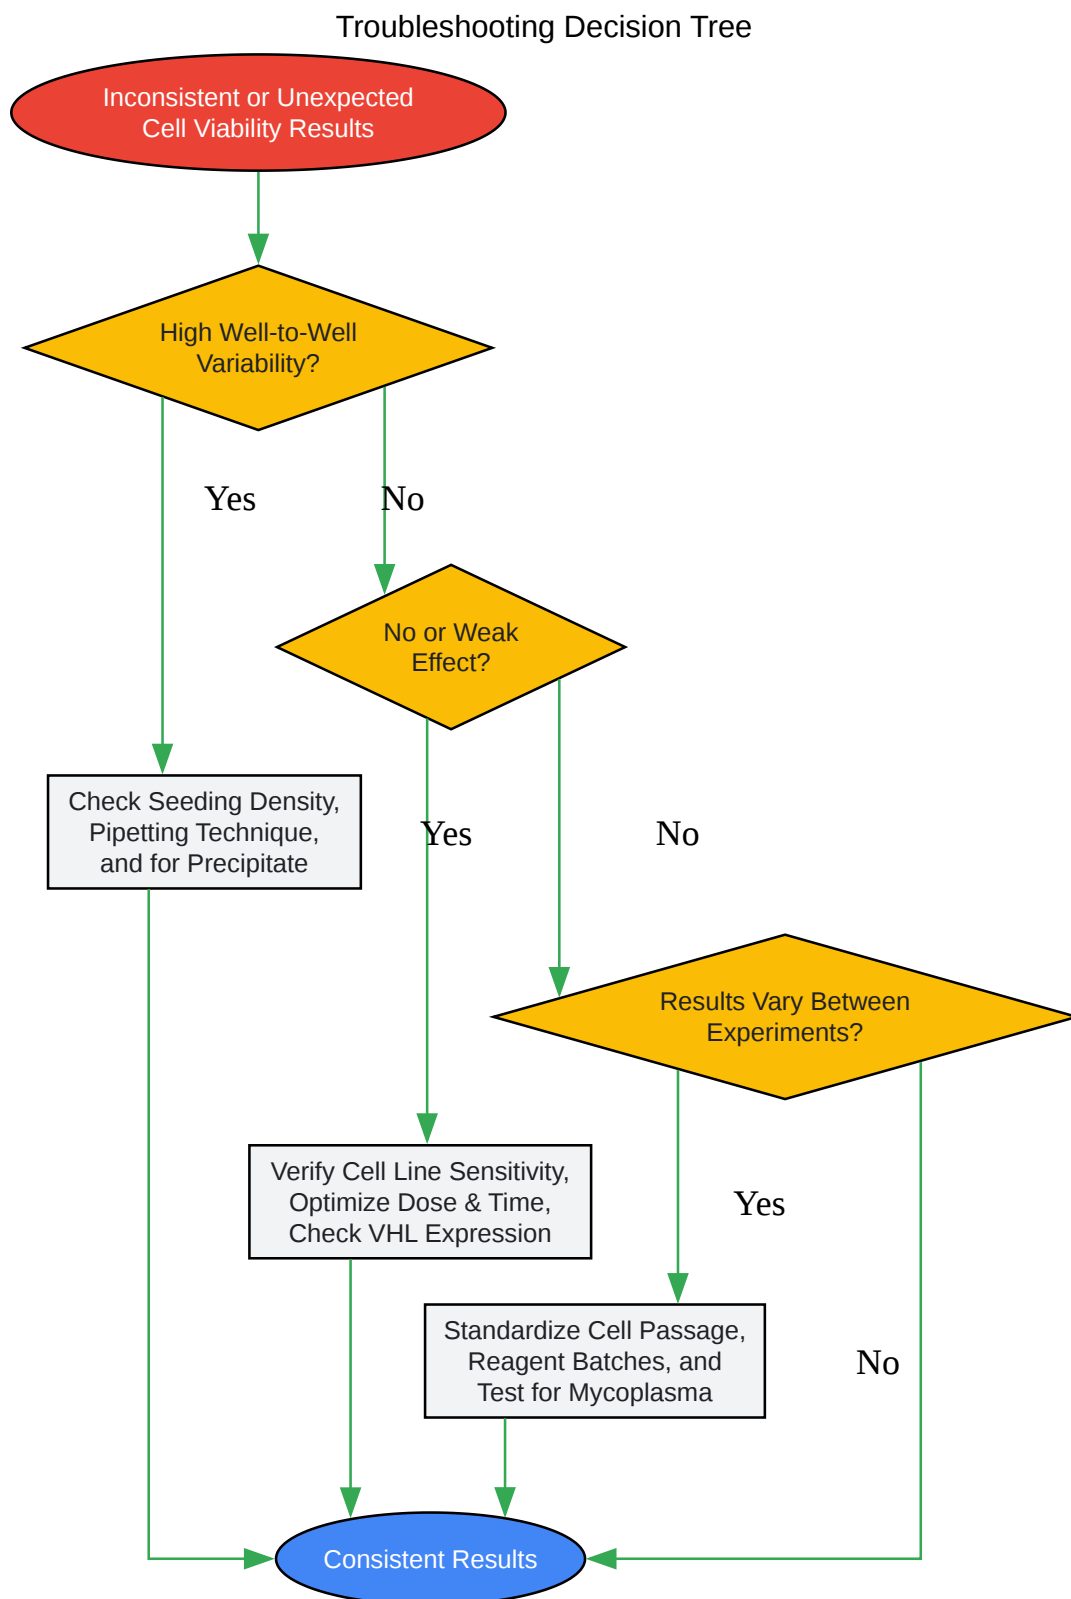 Troubleshooting Decision Tree
Inconsistent or Unexpected
Cell Viability Results
High Well-to-Well
Variability?
Yes
No
No or Weak
Effect?
Check Seeding Density,
Pipetting Technique,
and for Precipitate
Yes
No
Results Vary Between
Experiments?
Verify Cell Line Sensitivity,
Optimize Dose & Time,
Check VHL Expression
Yes
Standardize Cell Passage,
Reagent Batches, and
Test for Mycoplasma
No
Consistent Results